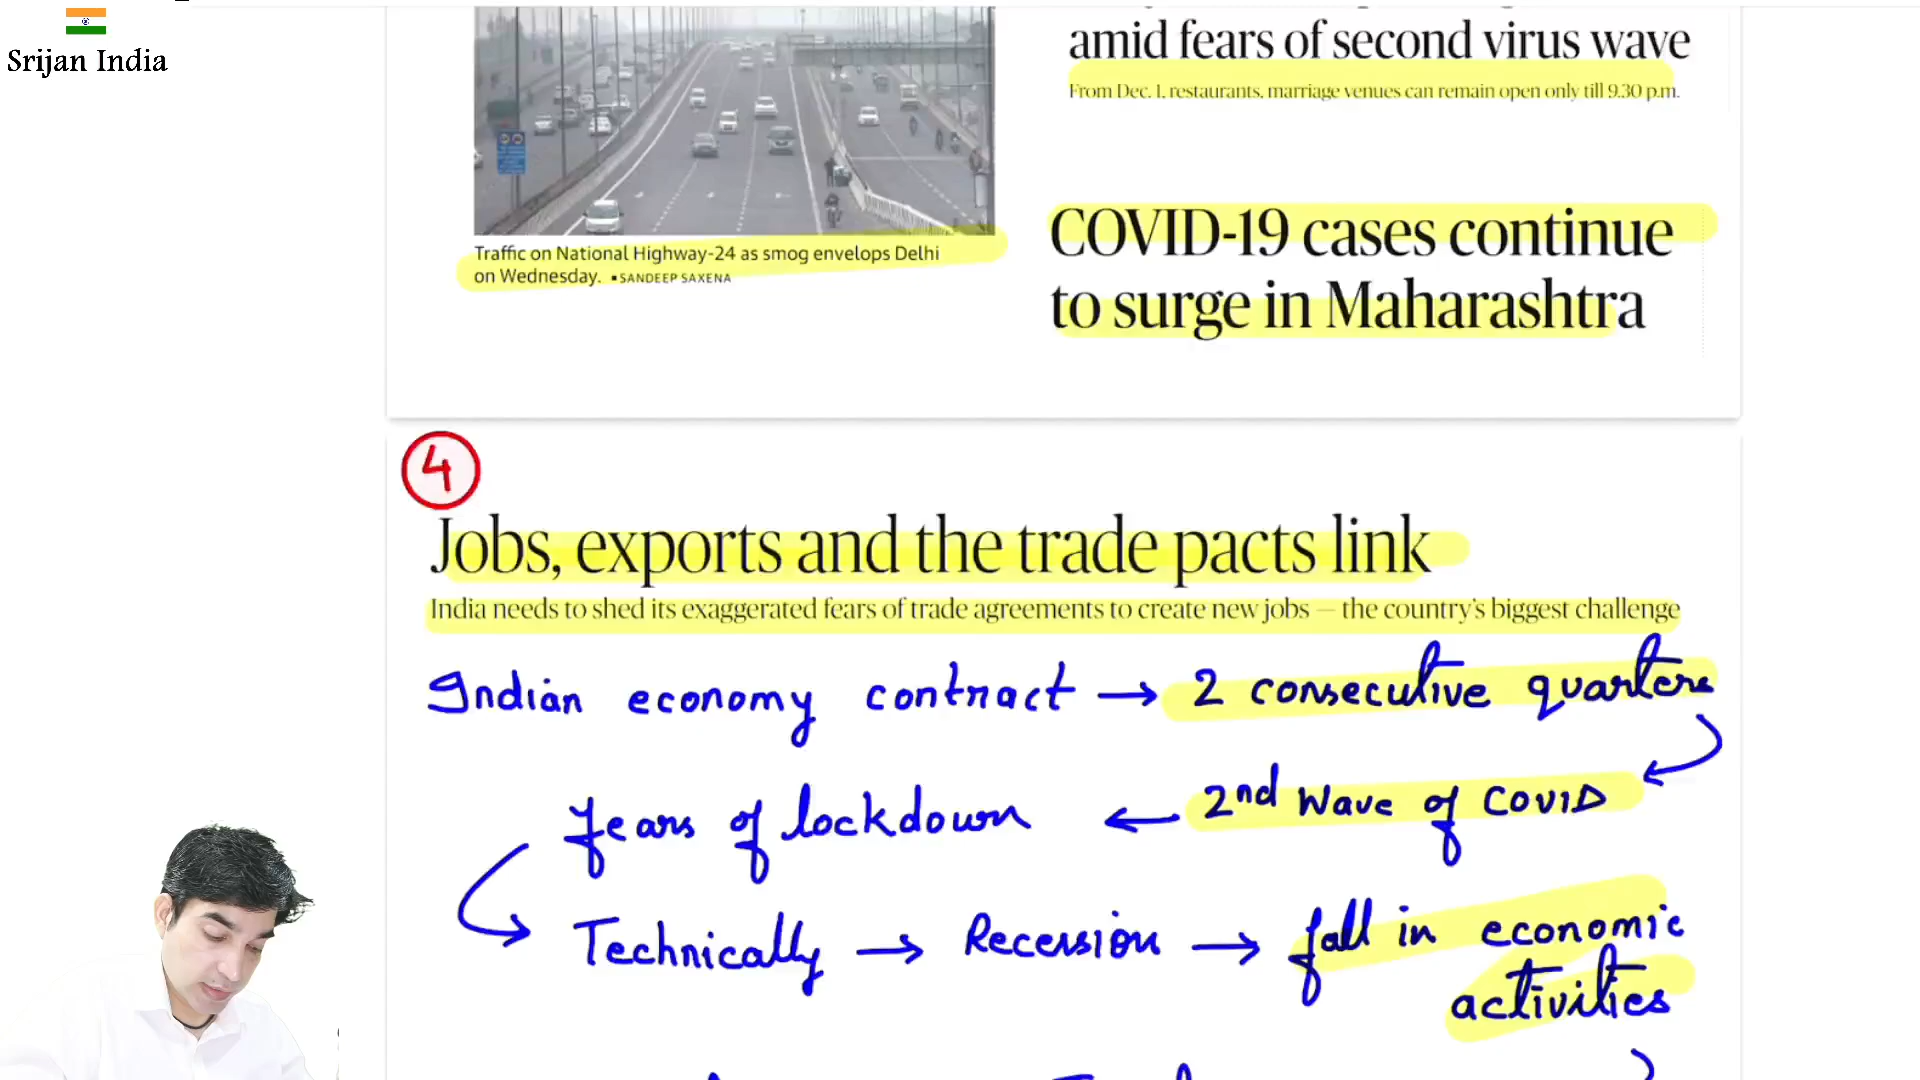 Srijan India
amid fears of second virus wave
From Dec. 1, restaurants, marriage venues can remain open only till 9.30 p.m.
Traffic on National Highway-24 as smog envelops Delhi
on Wednesday. ■ SANDEEP SAXENA
COVID-19 cases continue
to surge in Maharashtra
4
Jobs, exports and the trade pacts link
India needs to shed its exaggerated fears of trade agreements to create new jobs — the country's biggest challenge
Indian economy contract → 2 consecutive quarters
fears of lockdown ← 2nd Wave of COVID
Technically → Recession → fall in economic
activities